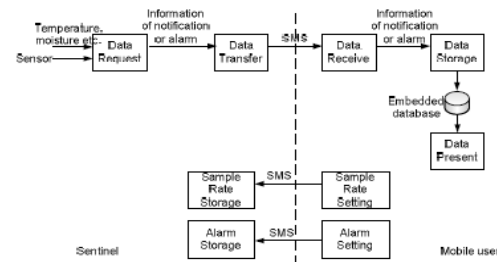 Temperature,
moisture etc.
Sensor
Data
Request
Information
of notification
or alarm
Data
Transfer
SMS
Data
Receive
Information
of notification
or alarm
Data
Storage
Embedded
database
Data
Present
Sample
Rate
Storage
SMS
Sample
Rate
Setting
Alarm
Storage
SMS
Alarm
Setting
Sentinel
Mobile user